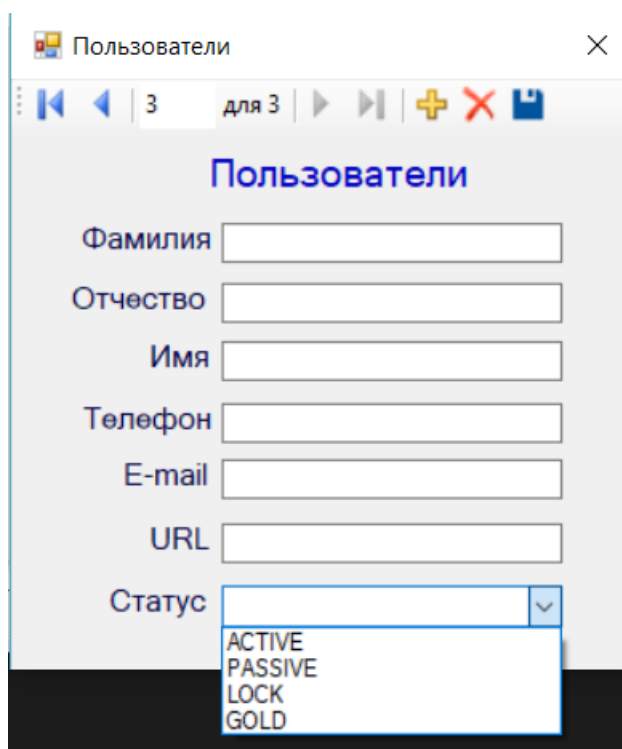 Пользователи
3 для 3
Пользователи
Фамилия
Отчество
Имя
Телефон
E-mail
URL
Статус
ACTIVE
PASSIVE
LOCK
GOLD